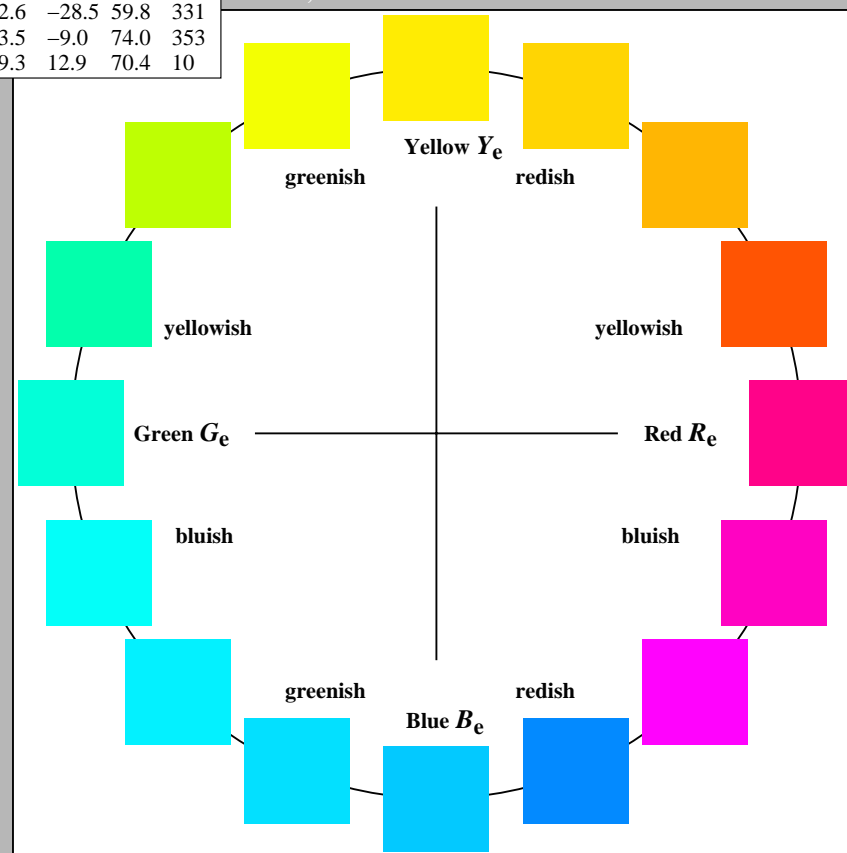 2.6 −28.5 59.8 331
3.5 −9.0 74.0 353
9.3 12.9 70.4 10
Yellow Ye
greenish redish
yellowish yellowish
Green Ge Red Re
bluish bluish
greenish redish
Blue Be